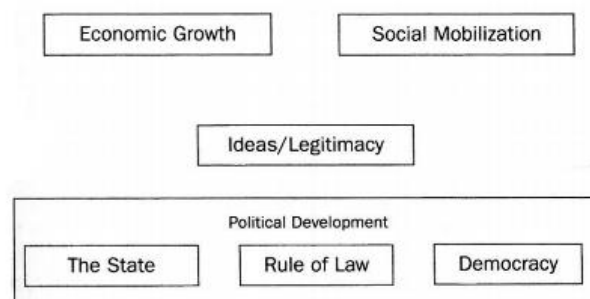 Economic Growth
Social Mobilization
Ideas/Legitimacy
Political Development
The State
Rule of Law
Democracy